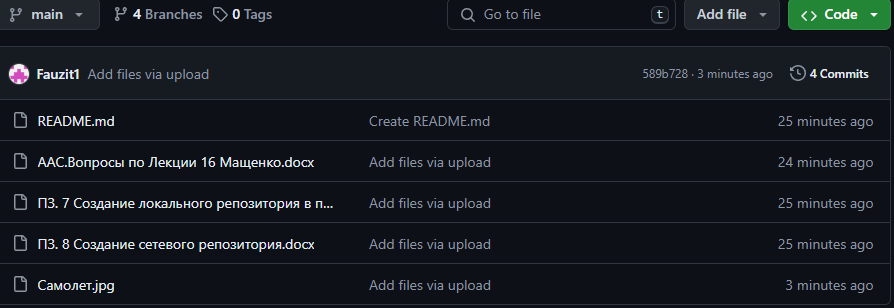 main 4 Branches 0 Tags Go to file t Add file Code
Fauzit1 Add files via upload 589b728 · 3 minutes ago 4 Commits
README.md Create README.md 25 minutes ago
ААС.Вопросы по Лекции 16 Мащенко.docx Add files via upload 24 minutes ago
ПЗ. 7 Создание локального репозитория в п... Add files via upload 25 minutes ago
ПЗ. 8 Создание сетевого репозитория.docx Add files via upload 25 minutes ago
Самолет.jpg Add files via upload 3 minutes ago